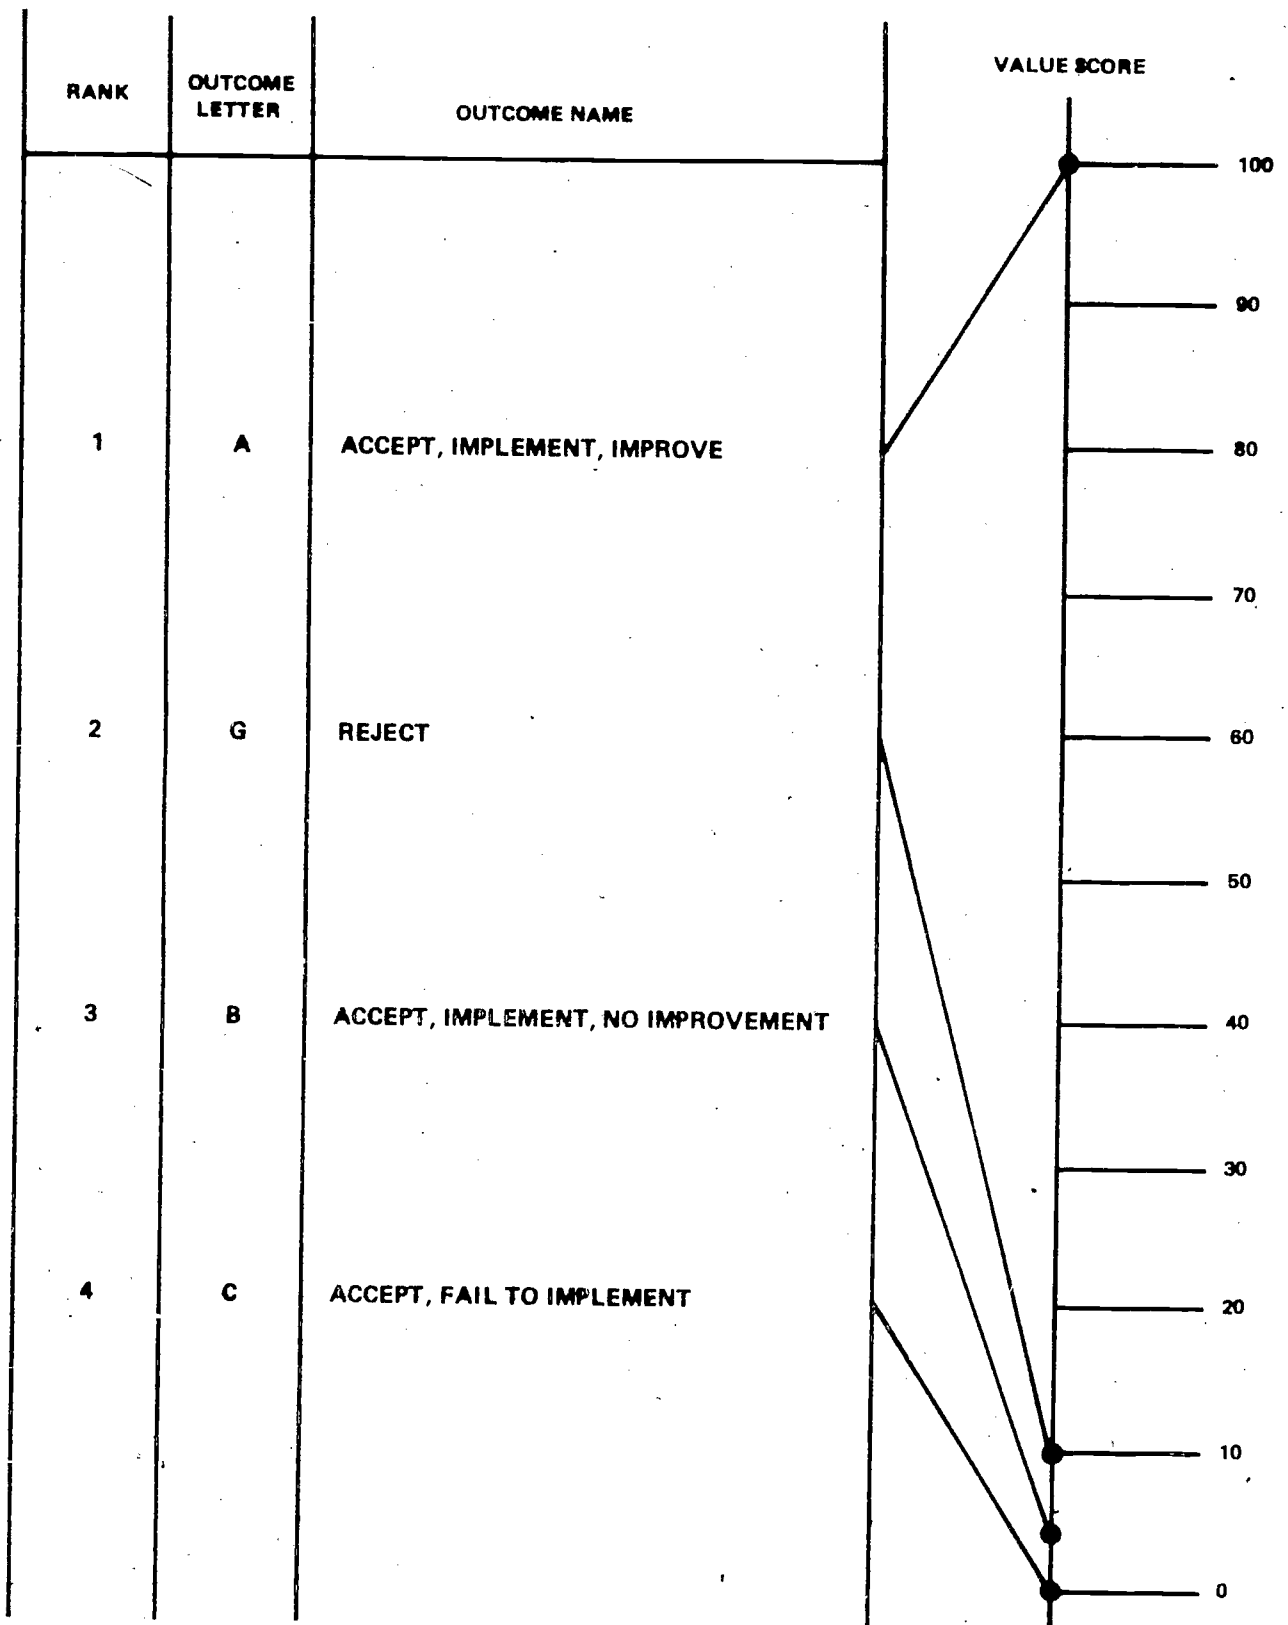 VALUE SCORE
RANK
OUTCOME
LETTER
OUTCOME NAME
100
90
1 A ACCEPT, IMPLEMENT, IMPROVE
80
70
2 G REJECT
60
50
3 B ACCEPT, IMPLEMENT, NO IMPROVEMENT
40
30
4 C ACCEPT, FAIL TO IMPLEMENT
20
10
0